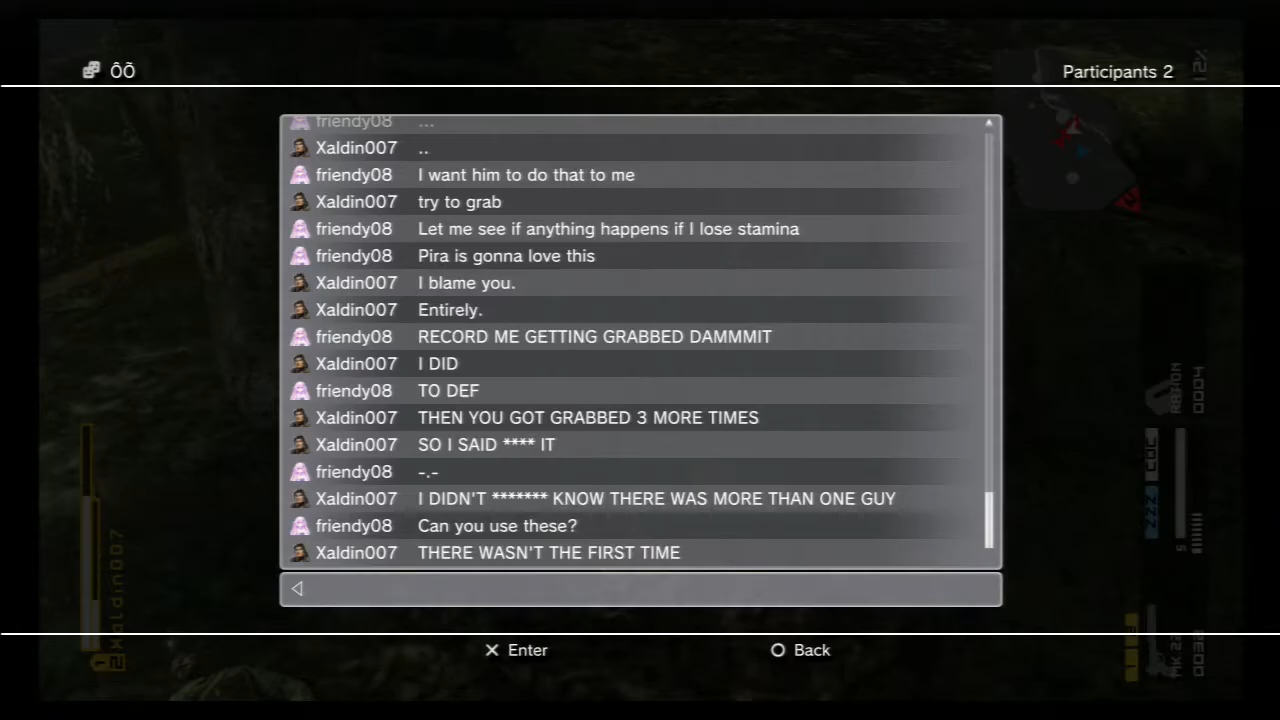 ÔÕ
Participants 2
friendy08 ...
Xaldin007 ..
friendy08 I want him to do that to me
Xaldin007 try to grab
friendy08 Let me see if anything happens if I lose stamina
friendy08 Pira is gonna love this
Xaldin007 I blame you.
Xaldin007 Entirely.
friendy08 RECORD ME GETTING GRABBED DAMMMIT
Xaldin007 I DID
friendy08 TO DEF
Xaldin007 THEN YOU GOT GRABBED 3 MORE TIMES
Xaldin007 SO I SAID **** IT
friendy08 -.-
Xaldin007 I DIDN'T ******* KNOW THERE WAS MORE THAN ONE GUY
friendy08 Can you use these?
Xaldin007 THERE WASN'T THE FIRST TIME
Enter
Back
Xaldin007
ZZZ
CQC
0004